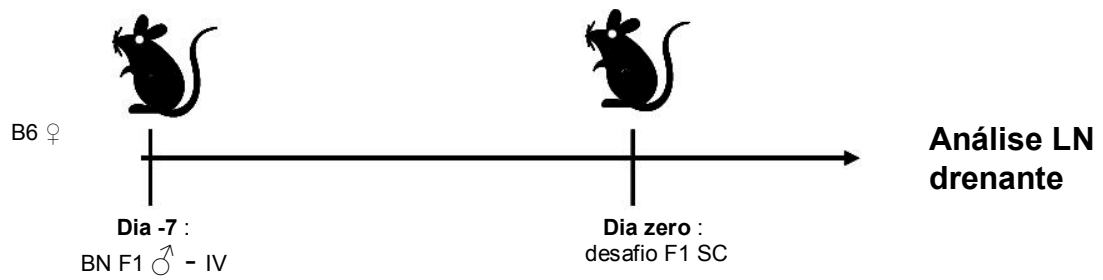 B6 ♀
Dia -7 :
BN F1 ♂ - IV
Dia zero :
desafio F1 SC
Análise LN
drenante